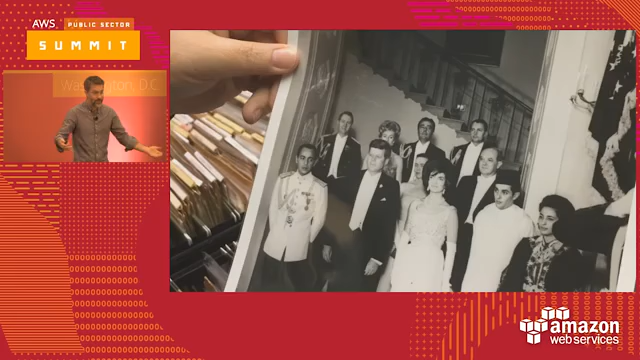 AWS
PUBLIC SECTOR
SUMMIT
Washington, D.C.
amazon
web services